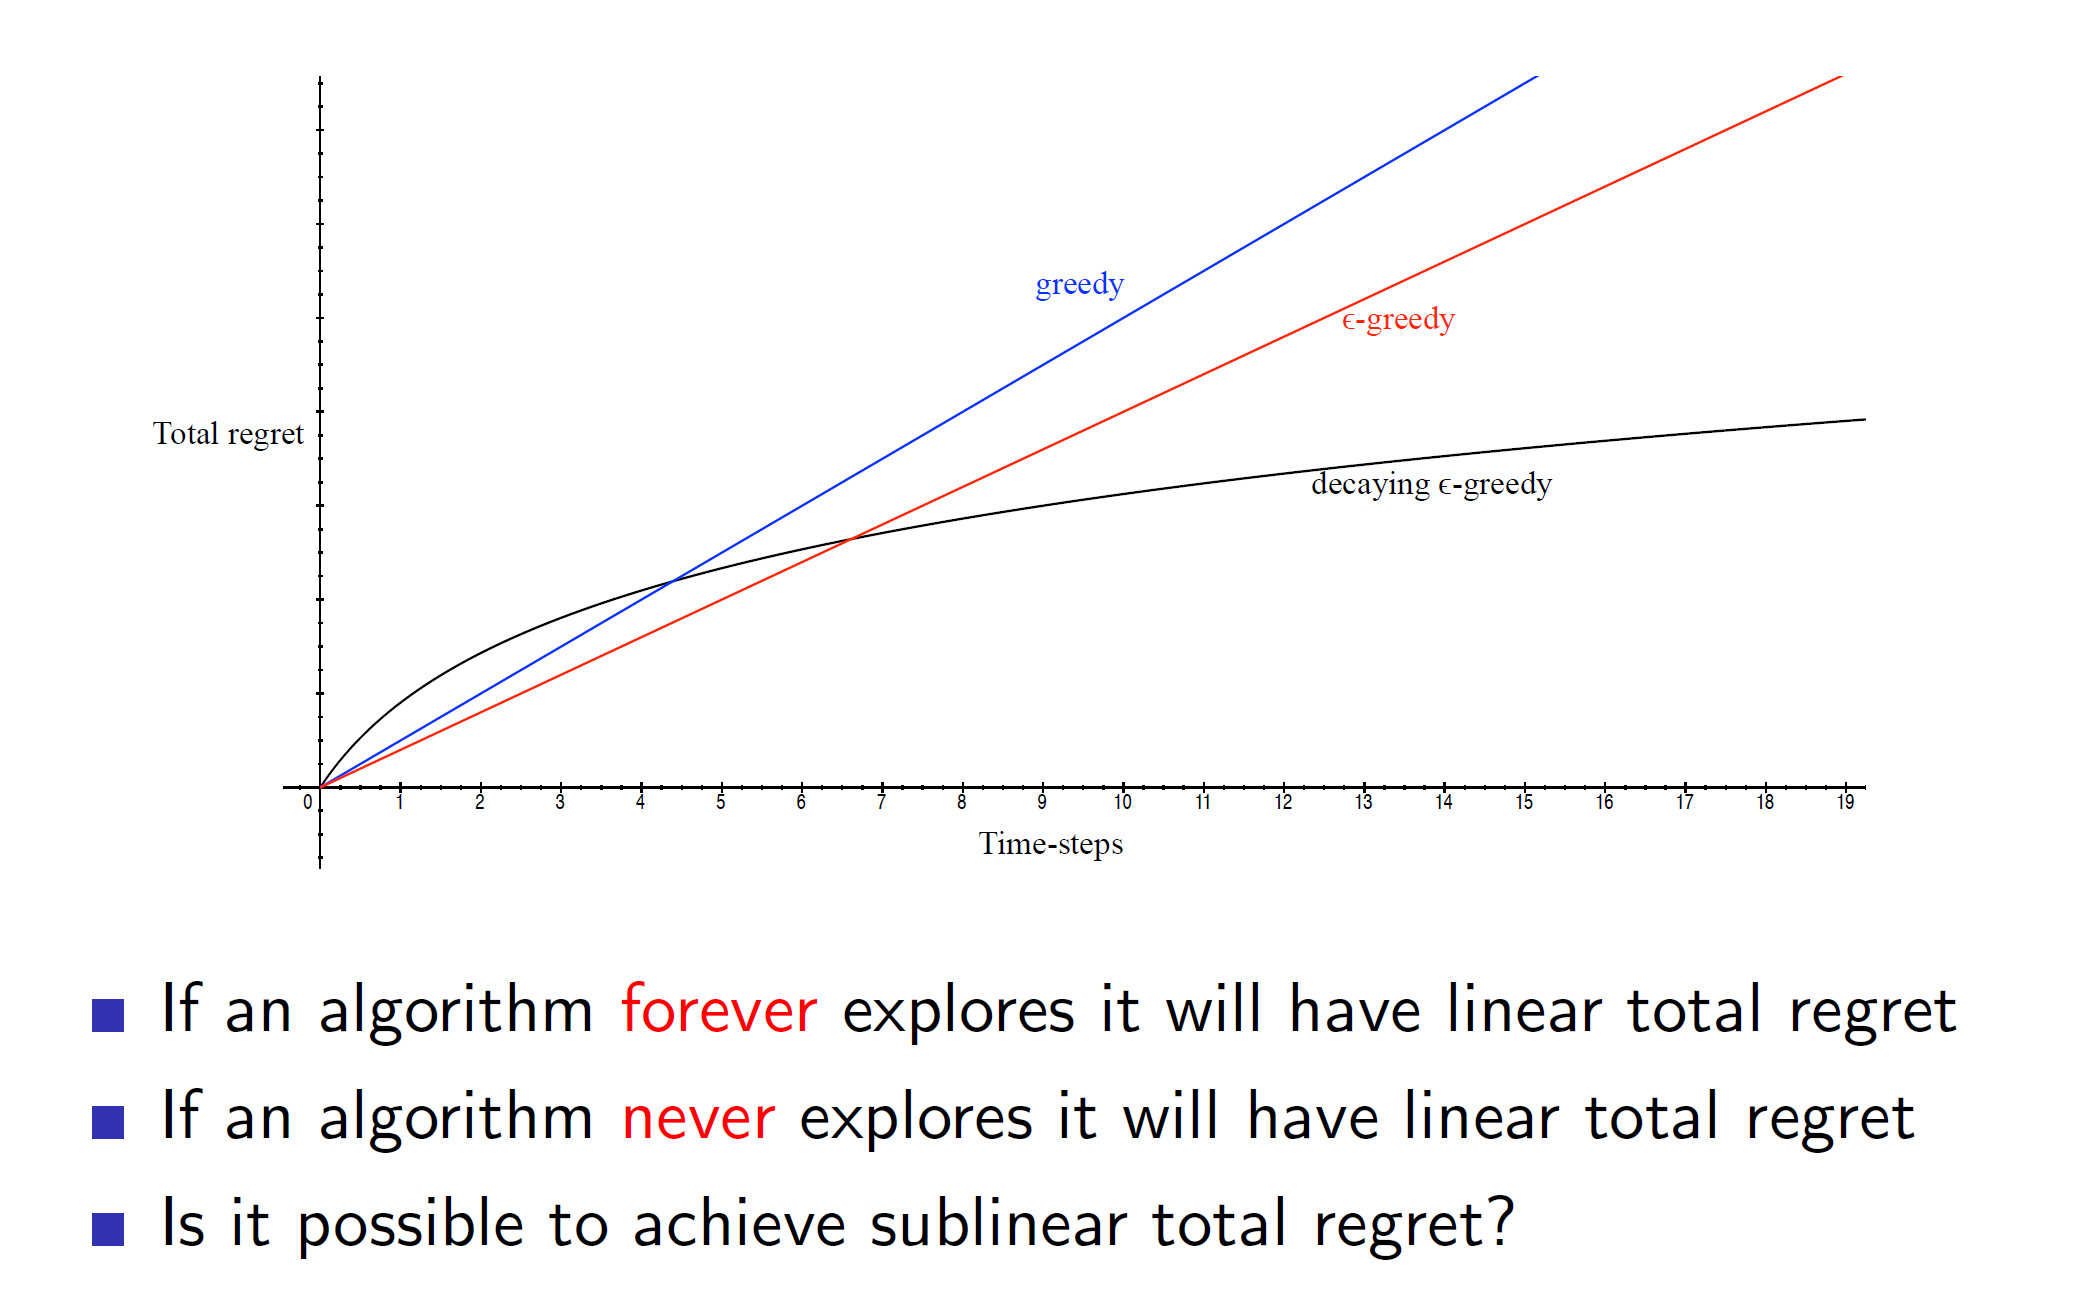 greedy
ϵ-greedy
Total regret
decaying ϵ-greedy
0 1 2 3 4 5 6 7 8 9 10 11 12 13 14 15 16 17 18 19
Time-steps
If an algorithm forever explores it will have linear total regret
If an algorithm never explores it will have linear total regret
Is it possible to achieve sublinear total regret?